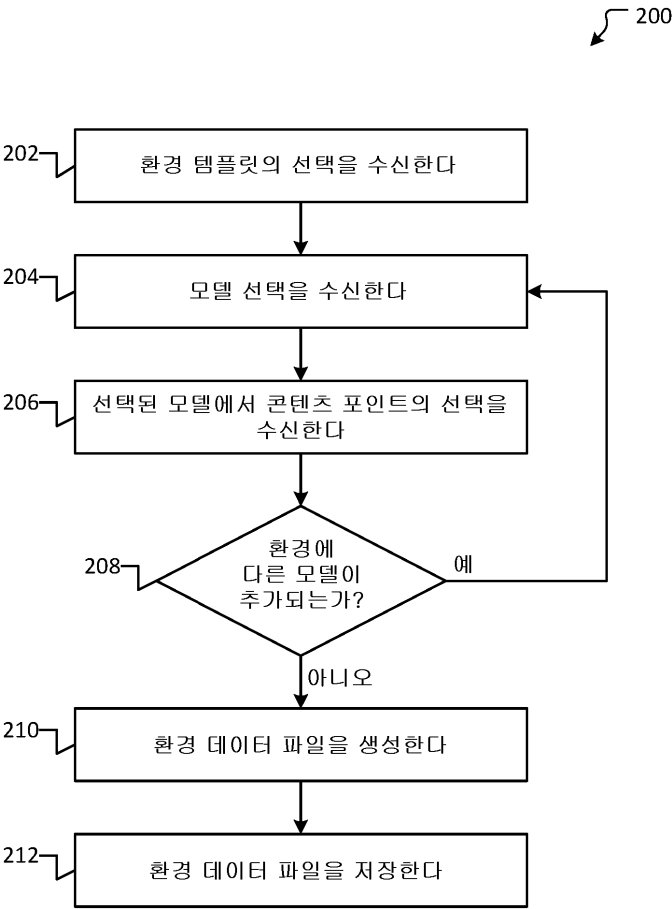 200
202
환경 템플릿의 선택을 수신한다
204
모델 선택을 수신한다
206
선택된 모델에서 콘텐츠 포인트의 선택을
수신한다
208
환경에
다른 모델이
추가되는가?
예
아니오
210
환경 데이터 파일을 생성한다
212
환경 데이터 파일을 저장한다